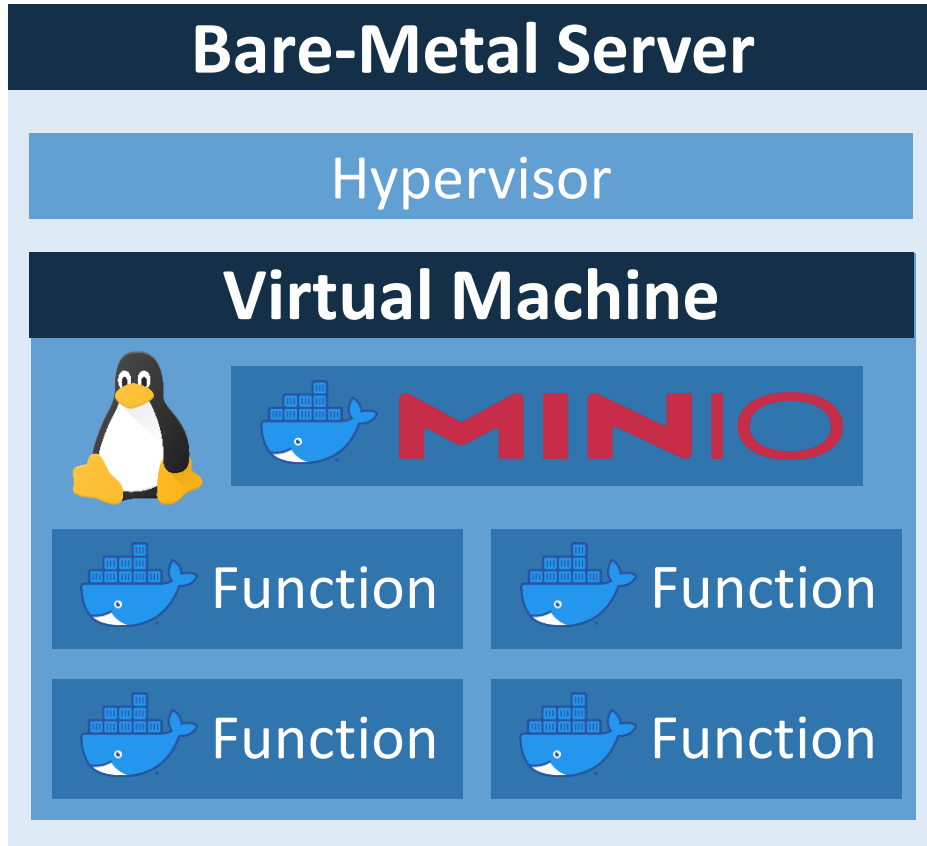 Bare-Metal Server
Hypervisor
Virtual Machine
MINIO
Function Function
Function Function